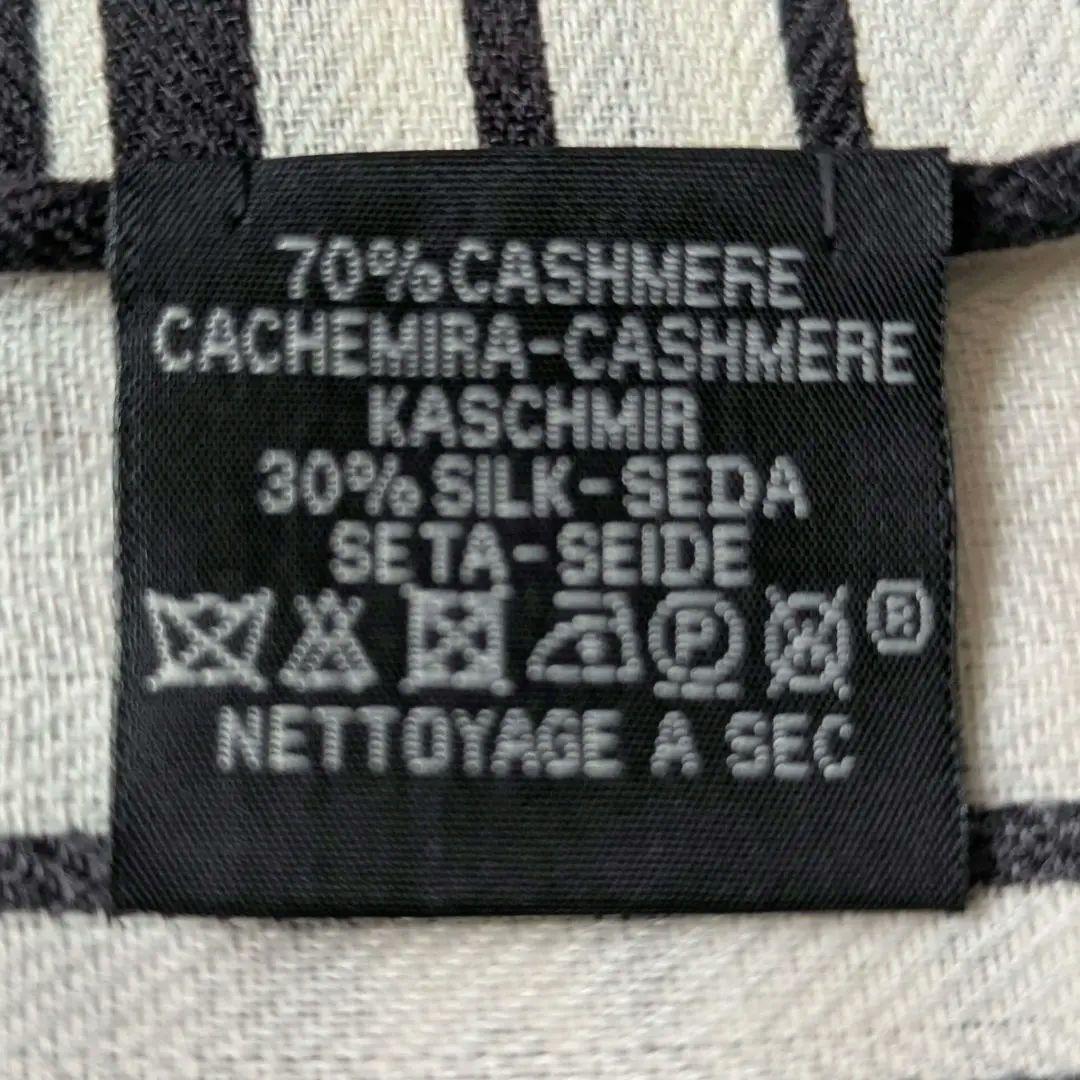 70% CASHMERE
CACHEMIRA-CASHMERE
KASCHMIR
30% SILK-SEDA
SETA-SEIDE
P ®
NETTOYAGE A SEC